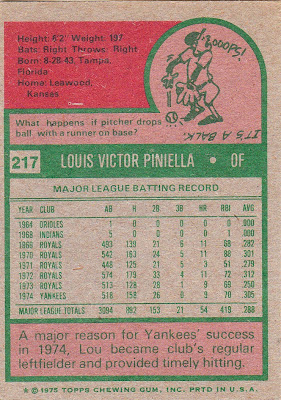 Height: 6'2" Weight: 197
Bats: Right Throws: Right
Born: 8-28-43, Tampa,
Florida
Home: Leawood,
Kansas
OOOPS!
What happens if pitcher drops
ball, with a runner on base?
IT'S A BALK.
217 LOUIS VICTOR PINIELLA • OF
MAJOR LEAGUE BATTING RECORD
YEAR CLUB AB H 2B 3B HR RBI AVG
1964 ORIOLES 1 0 0 0 0 0 .000
1968 INDIANS 5 0 0 0 0 1 .000
1969 ROYALS 493 139 21 5 11 68 .282
1970 ROYALS 542 163 24 5 11 88 .301
1971 ROYALS 448 125 21 5 3 51 .279
1972 ROYALS 574 179 33 4 11 72 .312
1973 ROYALS 513 128 28 1 9 69 .250
1974 YANKEES 518 158 26 0 9 70 .305
MAJOR LEAGUE TOTALS 3094 892 153 21 54 419 .288
A major reason for Yankees' success
in 1974, Lou became club's regular
leftfielder and provided timely hitting.
* © 1975 TOPPS CHEWING GUM, INC. PRTD IN U.S.A.